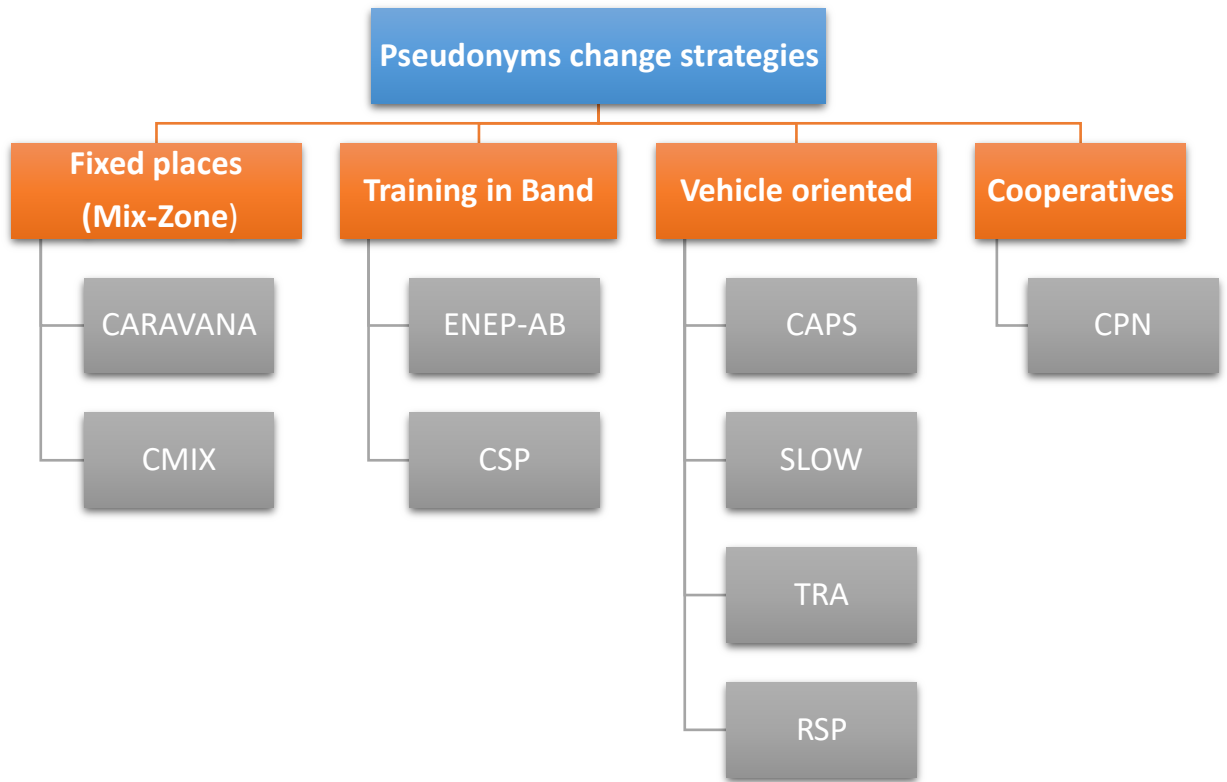 Pseudonyms change strategies
Fixed places
(Mix-Zone)
CARAVANA
CMIX
Training in Band
ENEP-AB
CSP
Vehicle oriented
CAPS
SLOW
TRA
RSP
Cooperatives
CPN